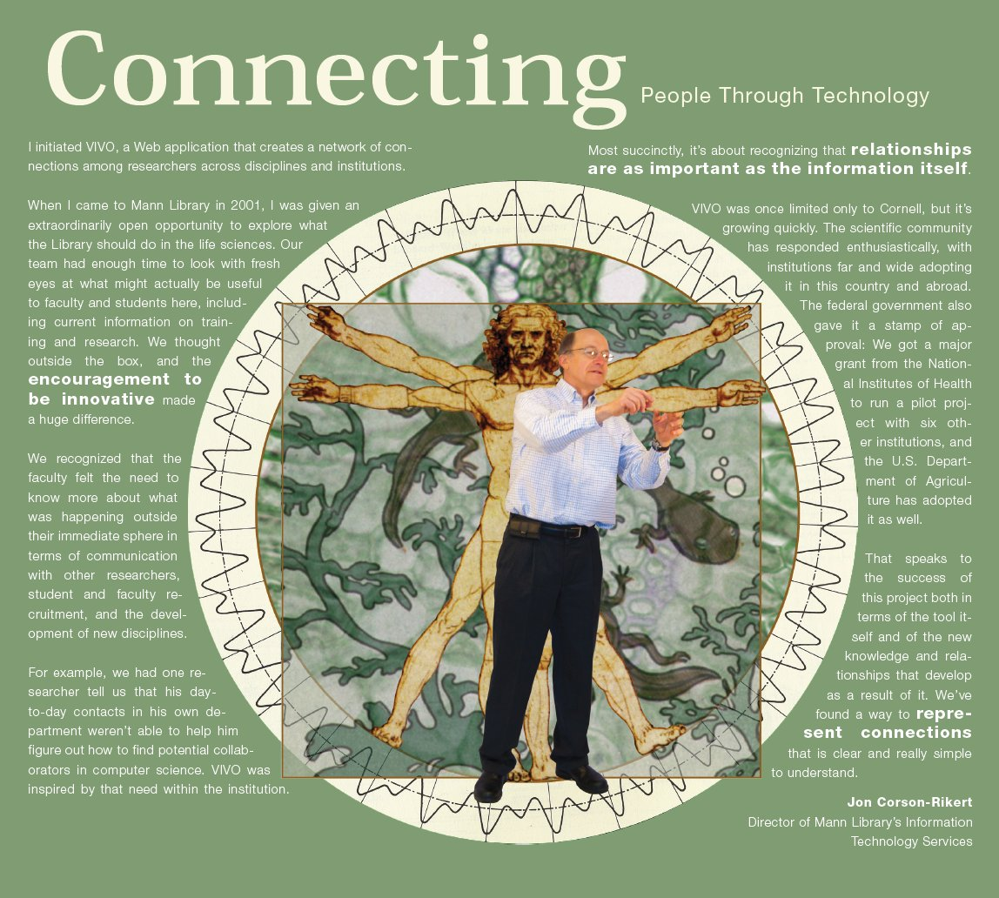 Connecting
People Through Technology
I initiated VIVO, a Web application that creates a network of con-
nections among researchers across disciplines and institutions.
When I came to Mann Library in 2001, I was given an
extraordinarily open opportunity to explore what
the Library should do in the life sciences. Our
team had enough time to look with fresh
eyes at what might actually be useful
to faculty and students here, includ-
ing current information on train-
ing and research. We thought
outside the box, and the
encouragement to
be innovative made
a huge difference.
We recognized that the
faculty felt the need to
know more about what
was happening outside
their immediate sphere in
terms of communication
with other researchers,
student and faculty re-
cruitment, and the devel-
opment of new disciplines.
For example, we had one re-
searcher tell us that his day-
to-day contacts in his own de-
partment weren't able to help him
figure out how to find potential collab-
orators in computer science. VIVO was
inspired by that need within the institution.
Most succinctly, it's about recognizing that relationships
are as important as the information itself.
VIVO was once limited only to Cornell, but it's
growing quickly. The scientific community
has responded enthusiastically, with
institutions far and wide adopting
it in this country and abroad.
The federal government also
gave it a stamp of ap-
proval: We got a major
grant from the Nation-
al Institutes of Health
to run a pilot proj-
ect with six oth-
er institutions, and
the U.S. Depart-
ment of Agricul-
ture has adopted
it as well.
That speaks to
the success of
this project both in
terms of the tool it-
self and of the new
knowledge and rela-
tionships that develop
as a result of it. We've
found a way to repre-
sent connections
that is clear and really simple
to understand.
Jon Corson-Rikert
Director of Mann Library's Information
Technology Services